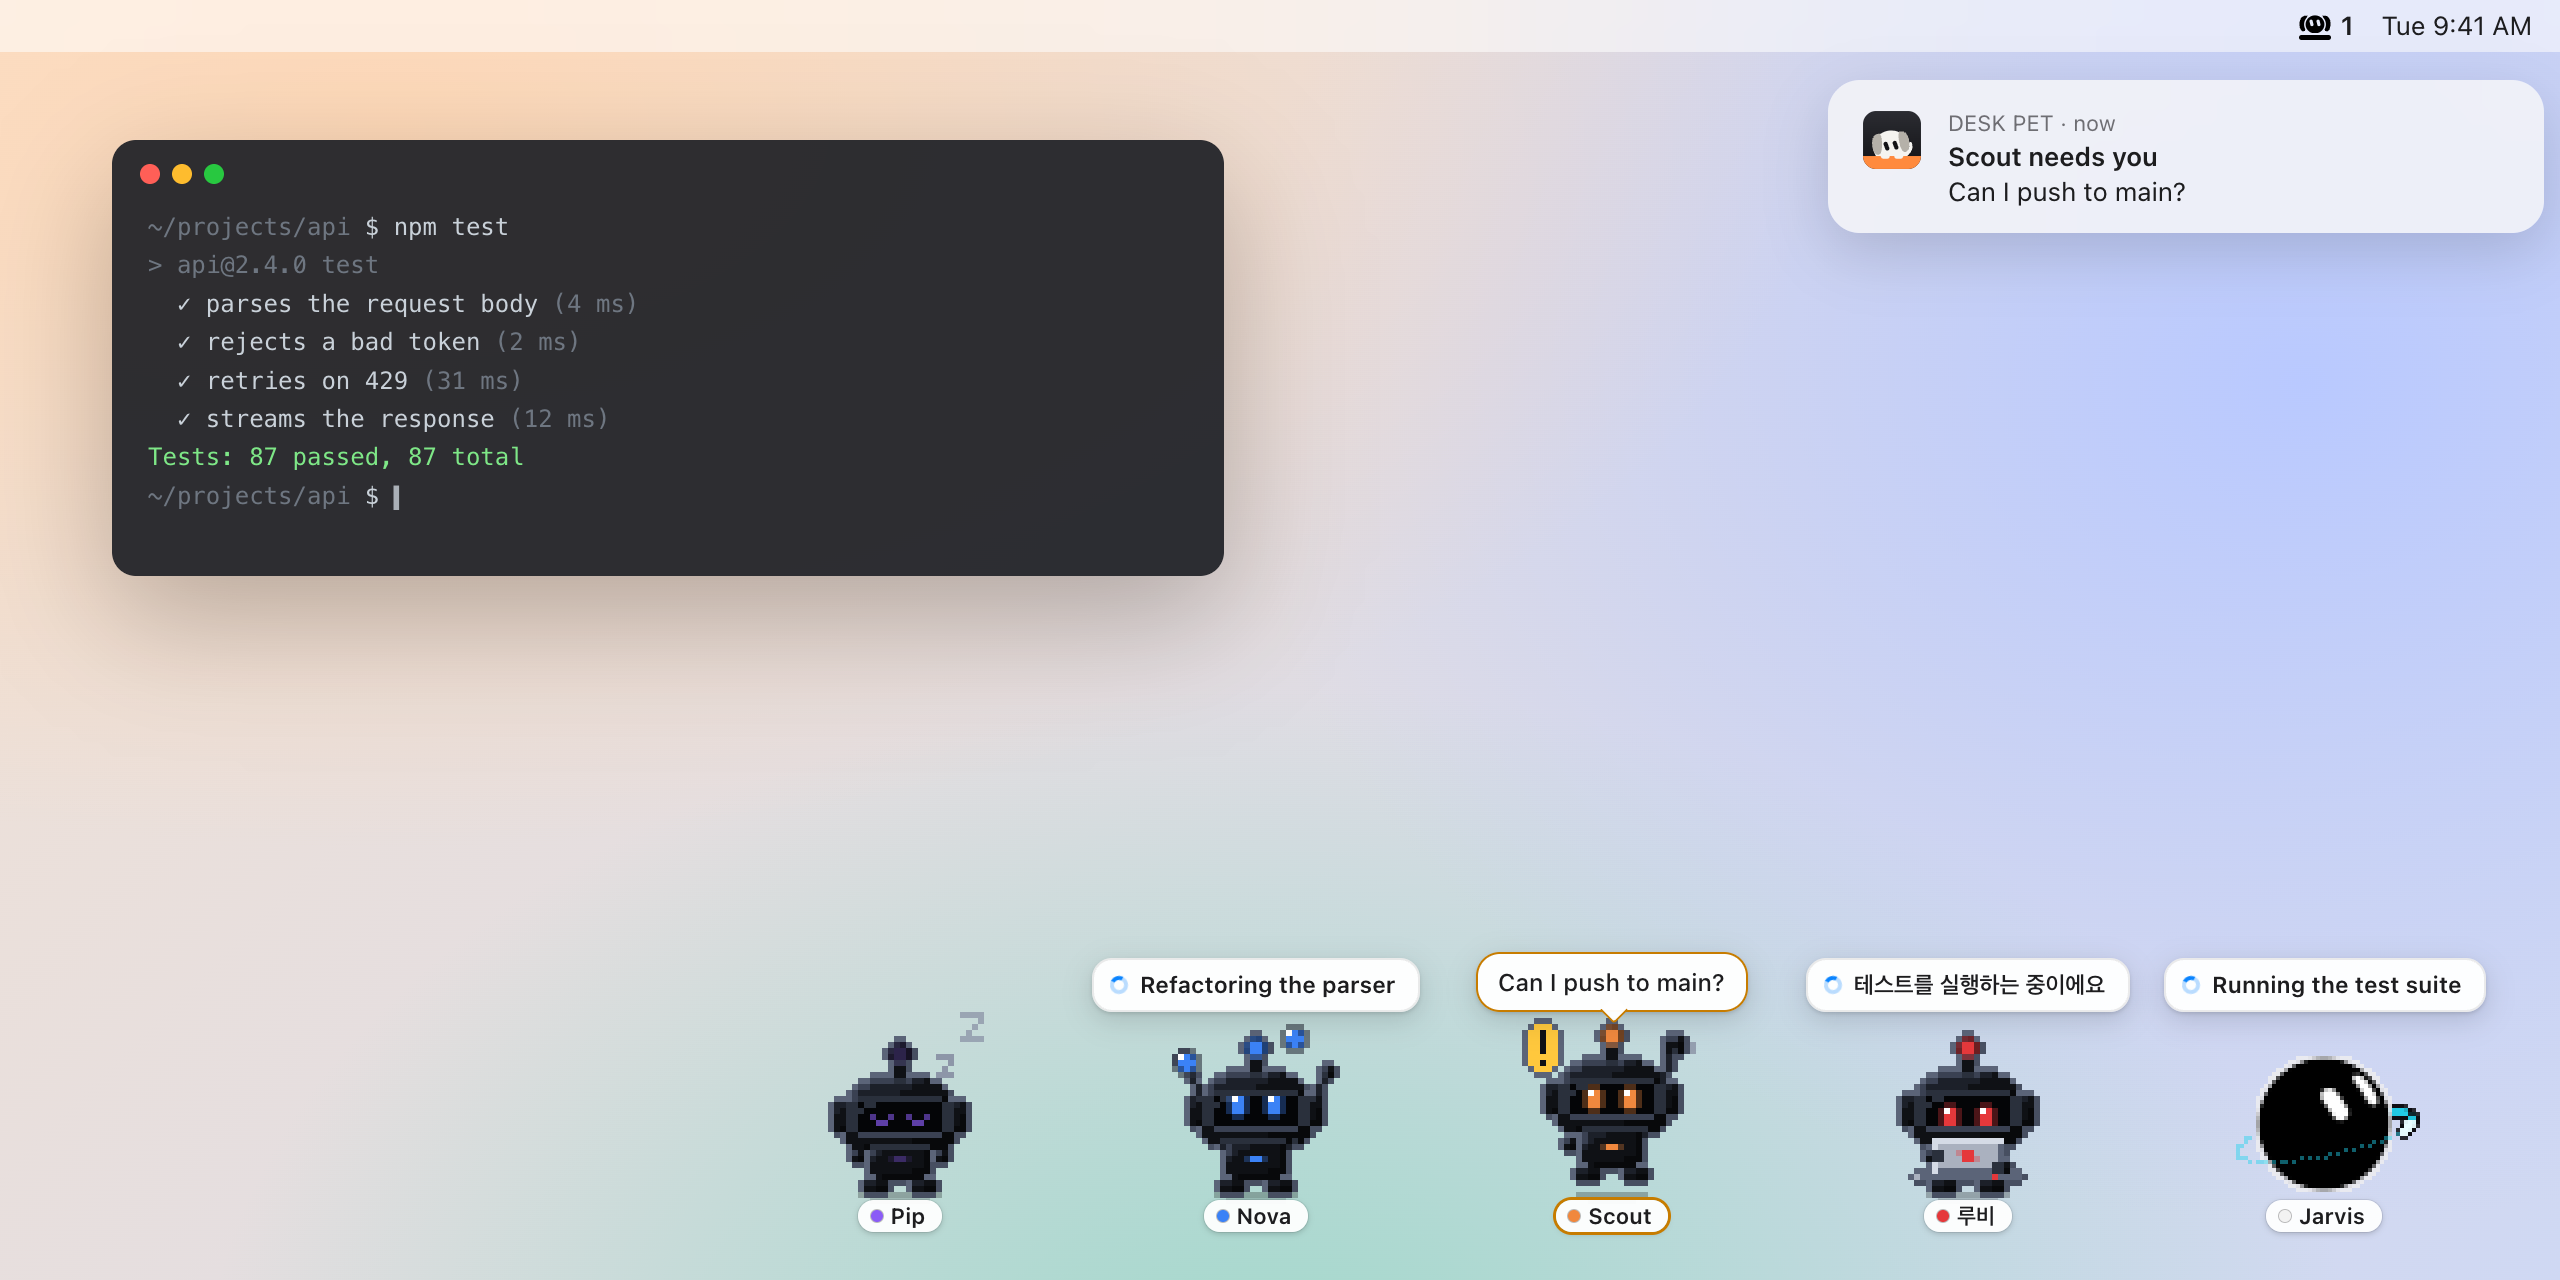 1 Tue 9:41 AM
DESK PET · now
Scout needs you
Can I push to main?
~/projects/api $ npm test
> api@2.4.0 test
✓ parses the request body (4 ms)
✓ rejects a bad token (2 ms)
✓ retries on 429 (31 ms)
✓ streams the response (12 ms)
Tests: 87 passed, 87 total
~/projects/api $
Refactoring the parser
Can I push to main?
테스트를 실행하는 중이에요
Running the test suite
z
z
!
Pip
Nova
Scout
루비
Jarvis